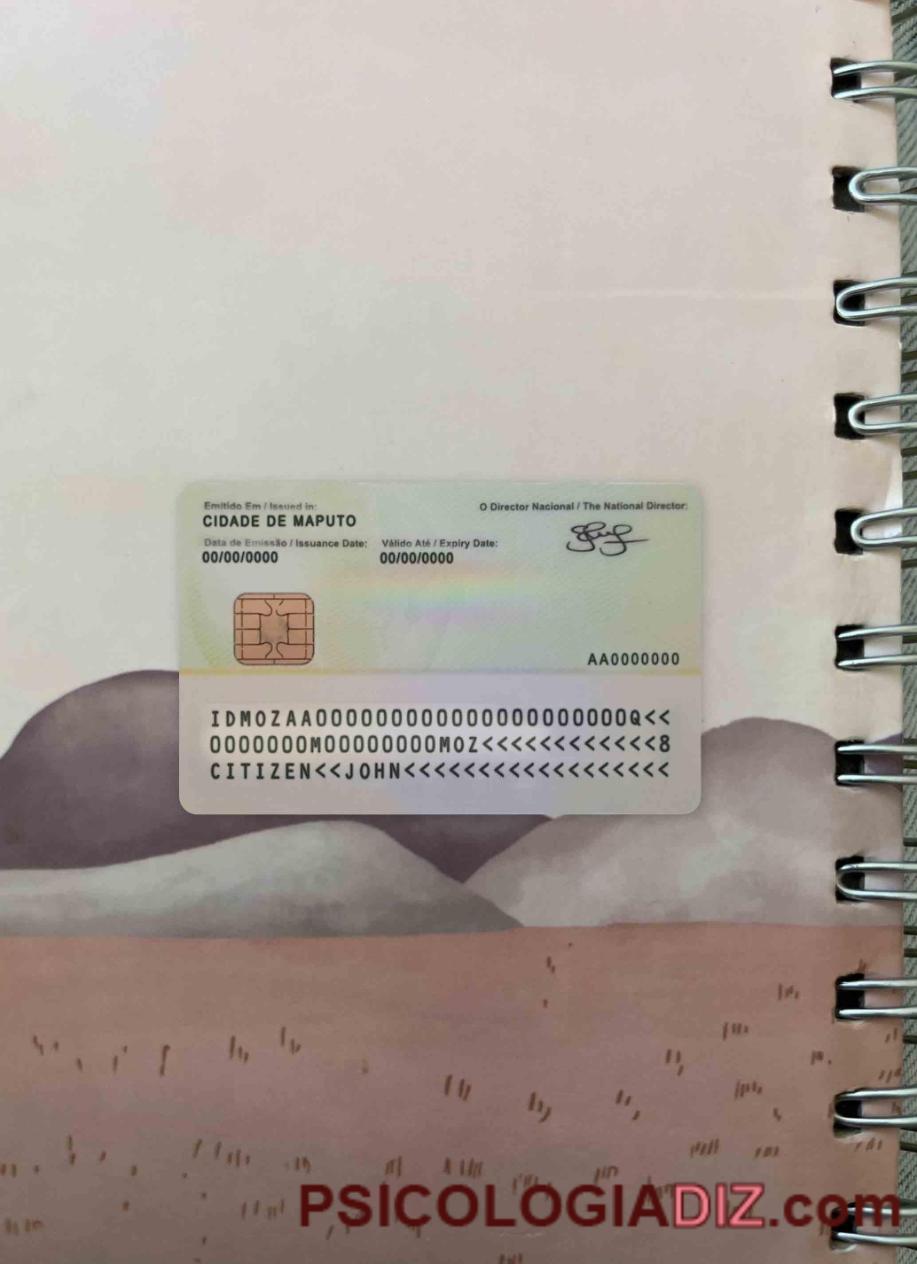 Emitido Em / Issued in:
CIDADE DE MAPUTO
Data de Emissão / Issuance Date:
00/00/0000
Válido Até / Expiry Date:
00/00/0000
O Director Nacional / The National Director:
AA0000000
IDMOZAA000000000000000000000Q<<
0000000M00000000MOZ<<<<<<<<<<<<8
CITIZEN<<JOHN<<<<<<<<<<<<<<<<<<
PSICOLOGIADIZ.com